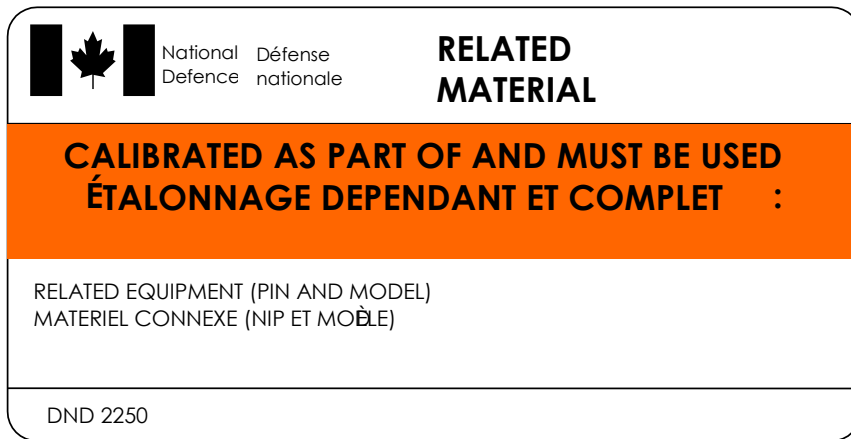 National Défense
Defence nationale
RELATED
MATERIAL
CALIBRATED AS PART OF AND MUST BE USED
ÉTALONNAGE DEPENDANT ET COMPLET :
RELATED EQUIPMENT (PIN AND MODEL)
MATERIEL CONNEXE (NIP ET MODÈLE)
DND 2250